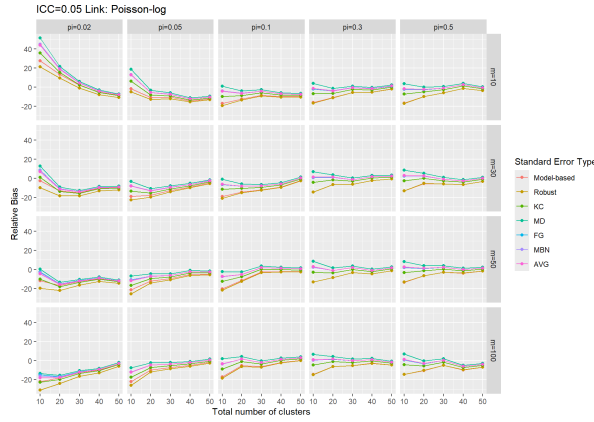 ICC=0.05 Link: Poisson-log
pi=0.02 pi=0.05 pi=0.1 pi=0.3 pi=0.5
40
20
0
-20
m=10
40
20
0
-20
m=30
40
20
0
-20
m=50
40
20
0
-20
m=100
Relative Bias
10 20 30 40 50 10 20 30 40 50 10 20 30 40 50 10 20 30 40 50 10 20 30 40 50
Total number of clusters
Standard Error Type
Model-based
Robust
KC
MD
FG
MBN
AVG